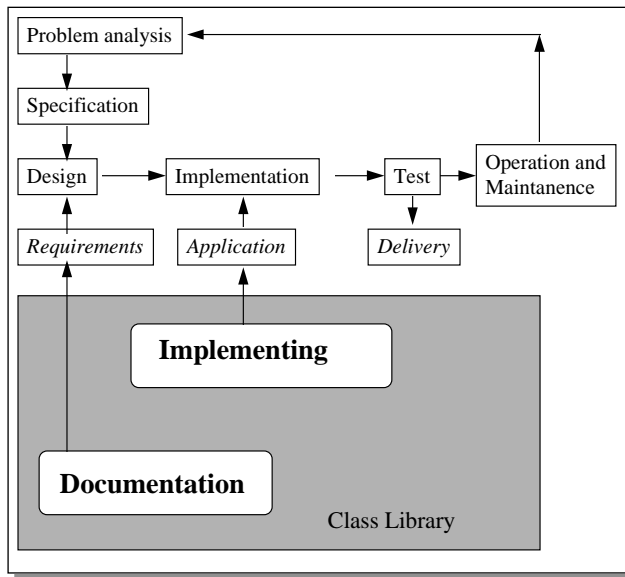 Problem analysis
Specification
Design
Implementation
Test
Operation and
Maintanence
Requirements
Application
Delivery
Implementing
Documentation
Class Library